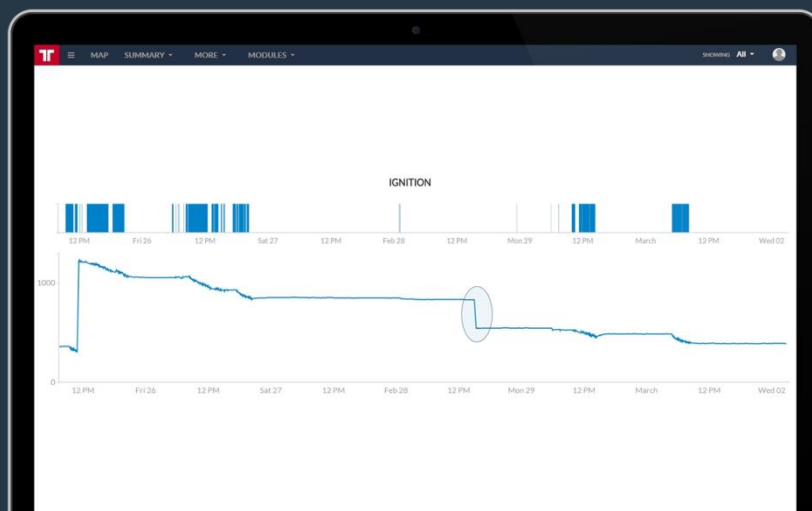 MAP SUMMARY MORE MODULES SHOWING All
IGNITION
12 PM Fri 26 12 PM Sat 27 12 PM Feb 28 12 PM Mon 29 12 PM March 12 PM Wed 02
1000
0
12 PM Fri 26 12 PM Sat 27 12 PM Feb 28 12 PM Mon 29 12 PM March 12 PM Wed 02